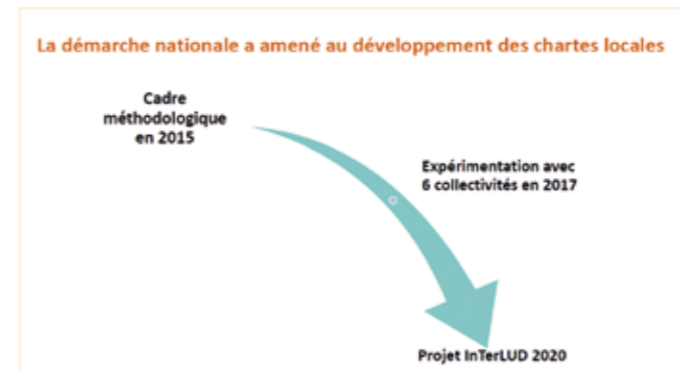 La démarche nationale a amené au développement des chartes locales
Cadre
méthodologique
en 2015
Expérimentation avec
6 collectivités en 2017
Projet InTerLUD 2020